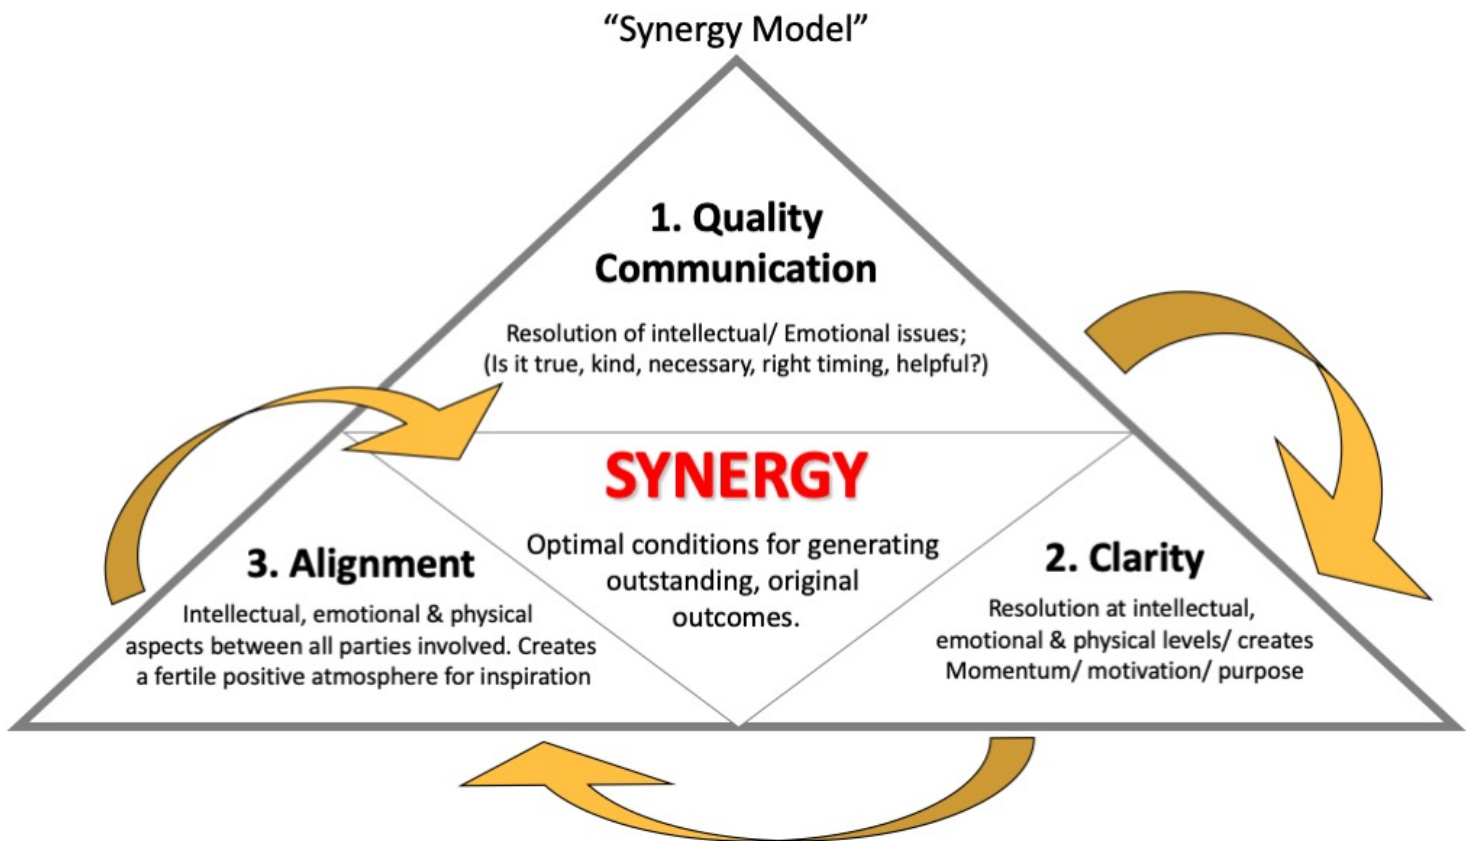 “Synergy Model”
1. Quality
Communication
Resolution of intellectual/ Emotional issues;
(Is it true, kind, necessary, right timing, helpful?)
SYNERGY
Optimal conditions for generating
outstanding, original
outcomes.
2. Clarity
Resolution at intellectual,
emotional & physical levels/ creates
Momentum/ motivation/ purpose
3. Alignment
Intellectual, emotional & physical
aspects between all parties involved. Creates
a fertile positive atmosphere for inspiration